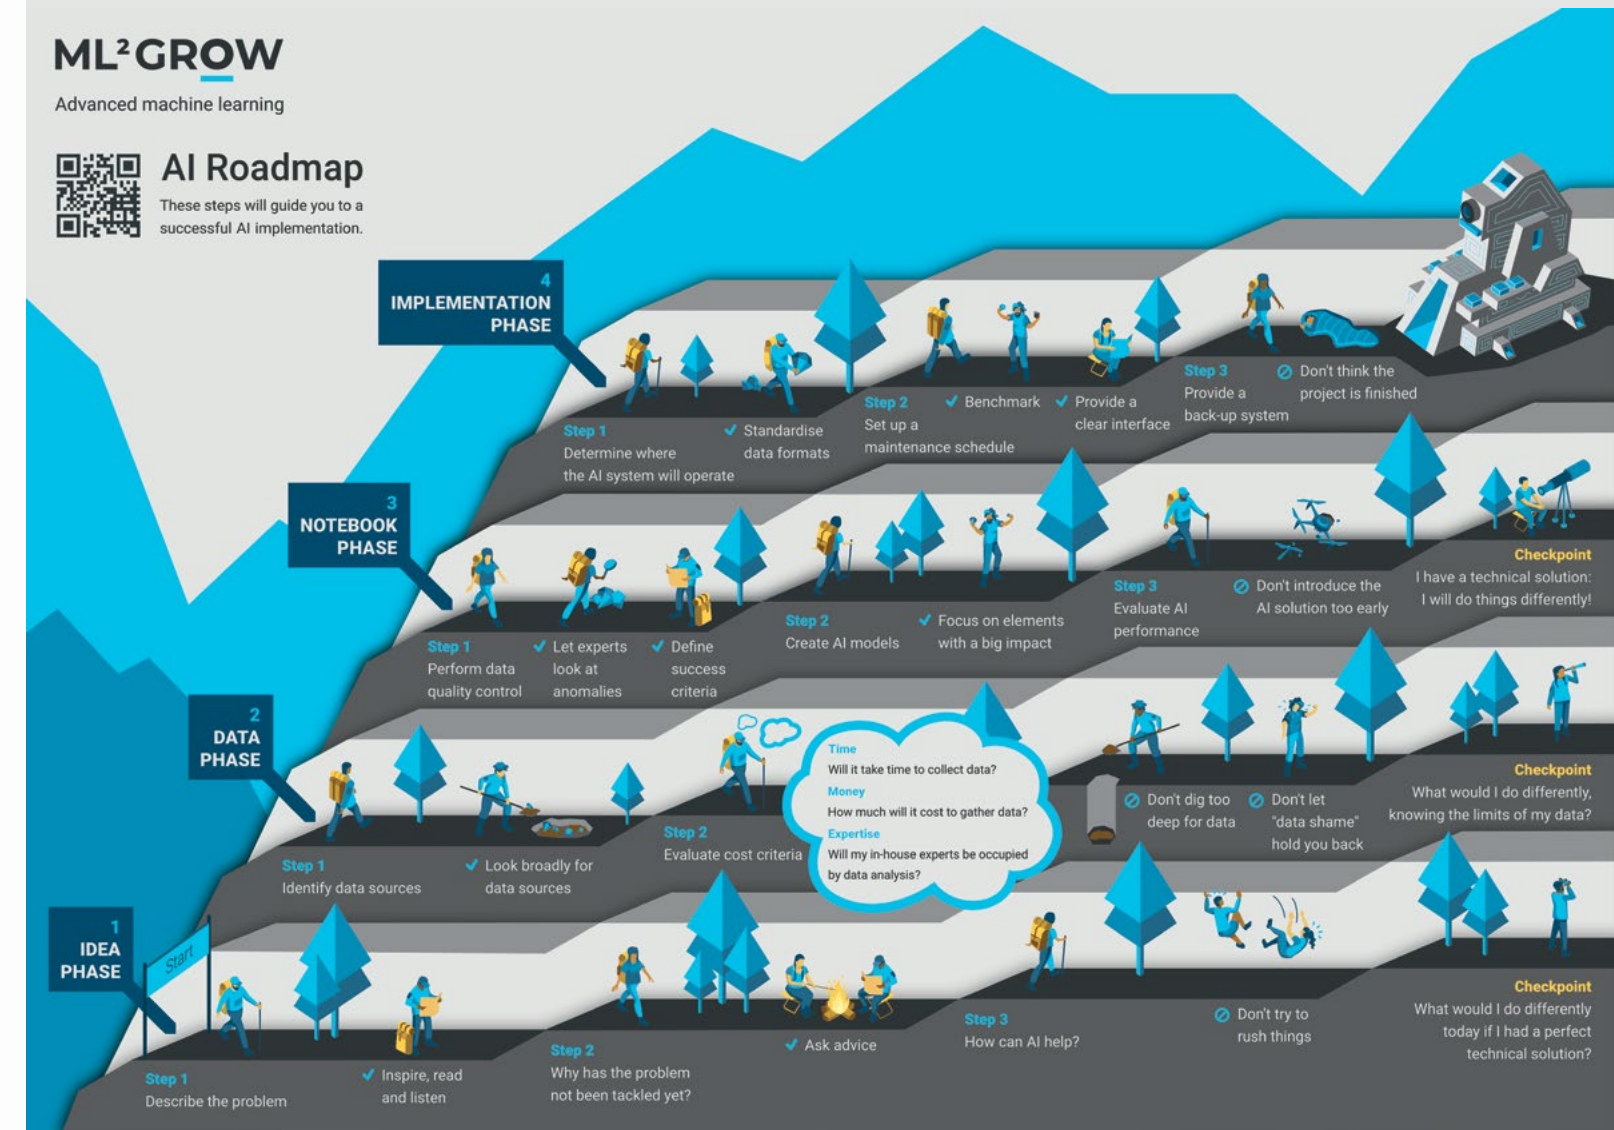 ML²GROW
Advanced machine learning
AI Roadmap
These steps will guide you to a
successful AI implementation.
4
IMPLEMENTATION
PHASE
Step 1
Determine where
the AI system will operate
Standardise
data formats
Step 2
Set up a
maintenance schedule
Benchmark
Provide a
clear interface
Step 3
Provide a
back-up system
Don't think the
project is finished
3
NOTEBOOK
PHASE
Step 1
Perform data
quality control
Let experts
look at
anomalies
Define
success
criteria
Step 2
Create AI models
Focus on elements
with a big impact
Step 3
Evaluate AI
performance
Don't introduce the
AI solution too early
Checkpoint
I have a technical solution:
I will do things differently!
2
DATA
PHASE
Step 1
Identify data sources
Look broadly for
data sources
Step 2
Evaluate cost criteria
Time
Will it take time to collect data?
Money
How much will it cost to gather data?
Expertise
Will my in-house experts be occupied
by data analysis?
Don't dig too
deep for data
Don't let
"data shame"
hold you back
Checkpoint
What would I do differently,
knowing the limits of my data?
1
IDEA
PHASE
Start
Step 1
Describe the problem
Inspire, read
and listen
Step 2
Why has the problem
not been tackled yet?
Ask advice
Step 3
How can AI help?
Don't try to
rush things
Checkpoint
What would I do differently
today if I had a perfect
technical solution?